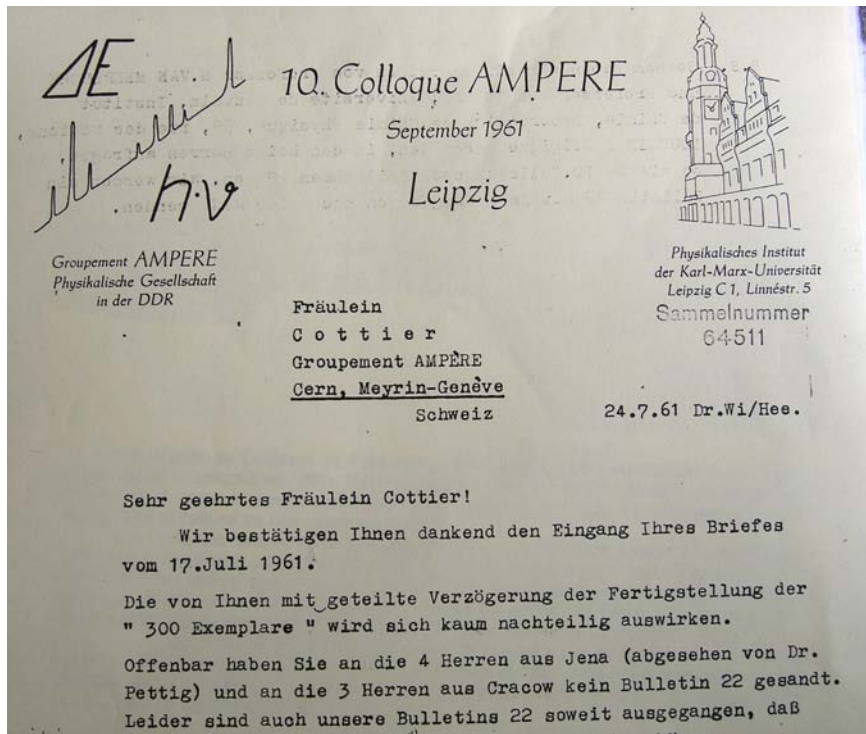 ΔE
h·ν
10. Colloque AMPERE
September 1961
Leipzig
Groupement AMPERE
Physikalische Gesellschaft
in der DDR
Physikalisches Institut
der Karl-Marx-Universität
Leipzig C 1, Linnéstr. 5
Sammelnummer
64511
Fräulein
C o t t i e r
Groupement AMPÈRE
Cern, Meyrin-Genève
Schweiz
24.7.61 Dr.Wi/Hee.
Sehr geehrtes Fräulein Cottier!
Wir bestätigen Ihnen dankend den Eingang Ihres Briefes
vom 17.Juli 1961.
Die von Ihnen mit geteilte Verzögerung der Fertigstellung der
" 300 Exemplare " wird sich kaum nachteilig auswirken.
Offenbar haben Sie an die 4 Herren aus Jena (abgesehen von Dr.
Pettig) und an die 3 Herren aus Cracow kein Bulletin 22 gesandt.
Leider sind auch unsere Bulletins 22 soweit ausgegangen, daß